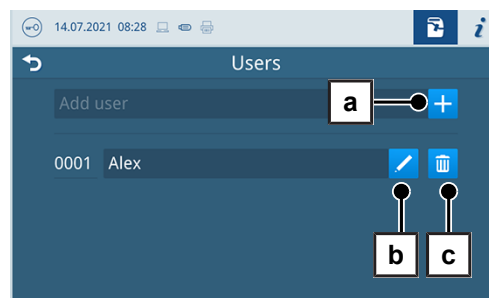 14.07.2021 08:28
i
Users
Add user
a
+
0001 Alex
b c